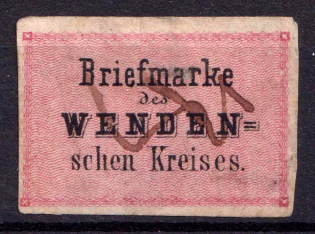 Briefmarke
des
WENDEN=
schen Kreises.